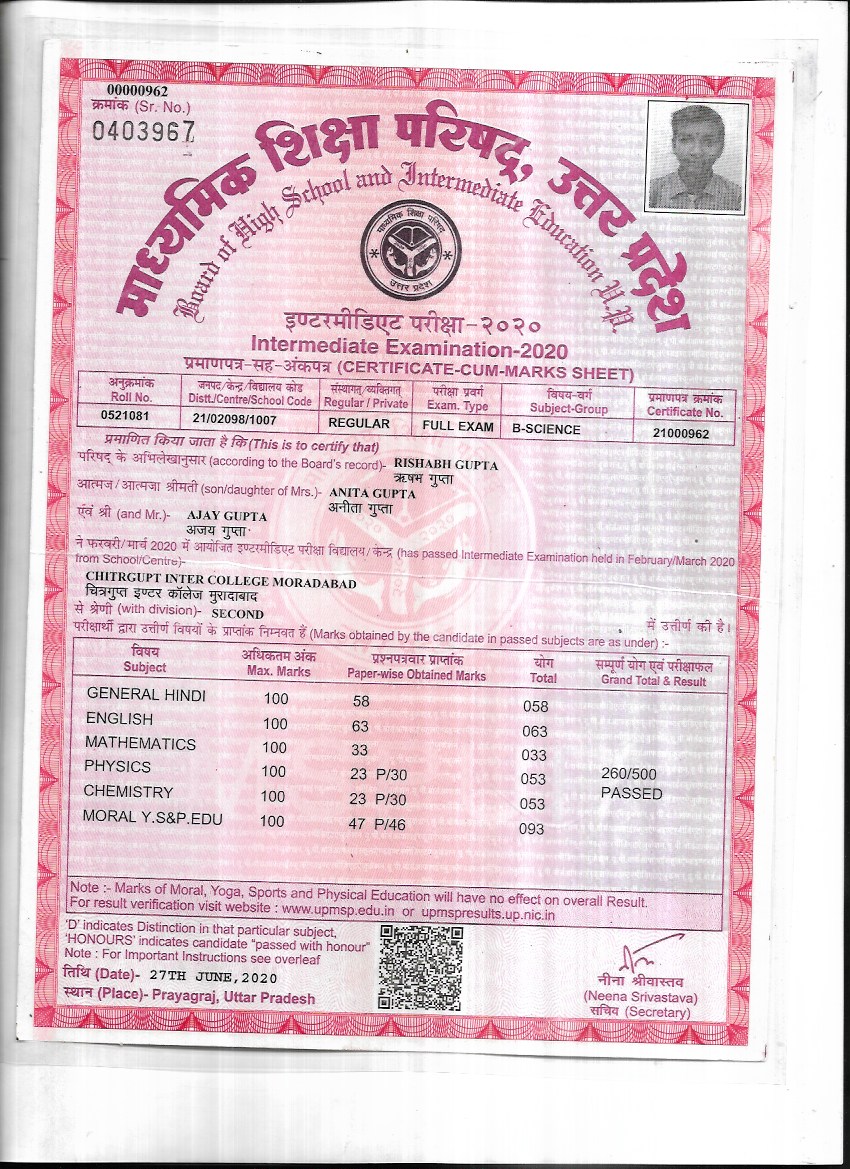 00000962
क्रमांक (Sr. No.)
0403967
माध्यमिक शिक्षा परिषद्, उत्तर प्रदेश
Board of High School and Intermediate Education U.P.
माध्यमिक शिक्षा परिषद
उत्तर प्रदेश
इण्टरमीडिएट परीक्षा-२०२०
Intermediate Examination-2020
प्रमाणपत्र-सह-अंकपत्र (CERTIFICATE-CUM-MARKS SHEET)
अनुक्रमांक जनपद/केन्द्र/विद्यालय कोड संस्थागत/व्यक्तिगत परीक्षा प्रवर्ग विषय-वर्ग प्रमाणपत्र क्रमांक
Roll No. Distt./Centre/School Code Regular / Private Exam. Type Subject-Group Certificate No.
0521081 21/02098/1007 REGULAR FULL EXAM B-SCIENCE 21000962
प्रमाणित किया जाता है कि (This is to certify that)
परिषद् के अभिलेखानुसार (according to the Board's record)- RISHABH GUPTA
ऋषभ गुप्ता
आत्मज/आत्मजा श्रीमती (son/daughter of Mrs.)- ANITA GUPTA
अनीता गुप्ता
एंवं श्री (and Mr.)- AJAY GUPTA
अजय गुप्ता
ने फरवरी/मार्च 2020 में आयोजित इण्टरमीडिएट परीक्षा विद्यालय/केन्द्र (has passed Intermediate Examination held in February/March 2020
from School/Centre)-
CHITRGUPT INTER COLLEGE MORADABAD
चित्रगुप्त इण्टर कॉलेज मुरादाबाद
से श्रेणी (with division)- SECOND में उत्तीर्ण की है।
परीक्षार्थी द्वारा उत्तीर्ण विषयों के प्राप्तांक निम्नवत हैं (Marks obtained by the candidate in passed subjects are as under) :-
विषय अधिकतम अंक प्रश्नपत्रवार प्राप्तांक योग सम्पूर्ण योग एवं परीक्षाफल
Subject Max. Marks Paper-wise Obtained Marks Total Grand Total & Result
GENERAL HINDI 100 58 058
ENGLISH 100 63 063
MATHEMATICS 100 33 033
PHYSICS 100 23 P/30 053 260/500
CHEMISTRY 100 23 P/30 053 PASSED
MORAL Y.S&P.EDU 100 47 P/46 093
Note :- Marks of Moral, Yoga, Sports and Physical Education will have no effect on overall Result.
For result verification visit website : www.upmsp.edu.in or upmspresults.up.nic.in
'D' indicates Distinction in that particular subject,
'HONOURS' indicates candidate "passed with honour"
Note : For Important Instructions see overleaf
तिथि (Date)- 27TH JUNE,2020
स्थान (Place)- Prayagraj, Uttar Pradesh
नीना श्रीवास्तव
(Neena Srivastava)
सचिव (Secretary)